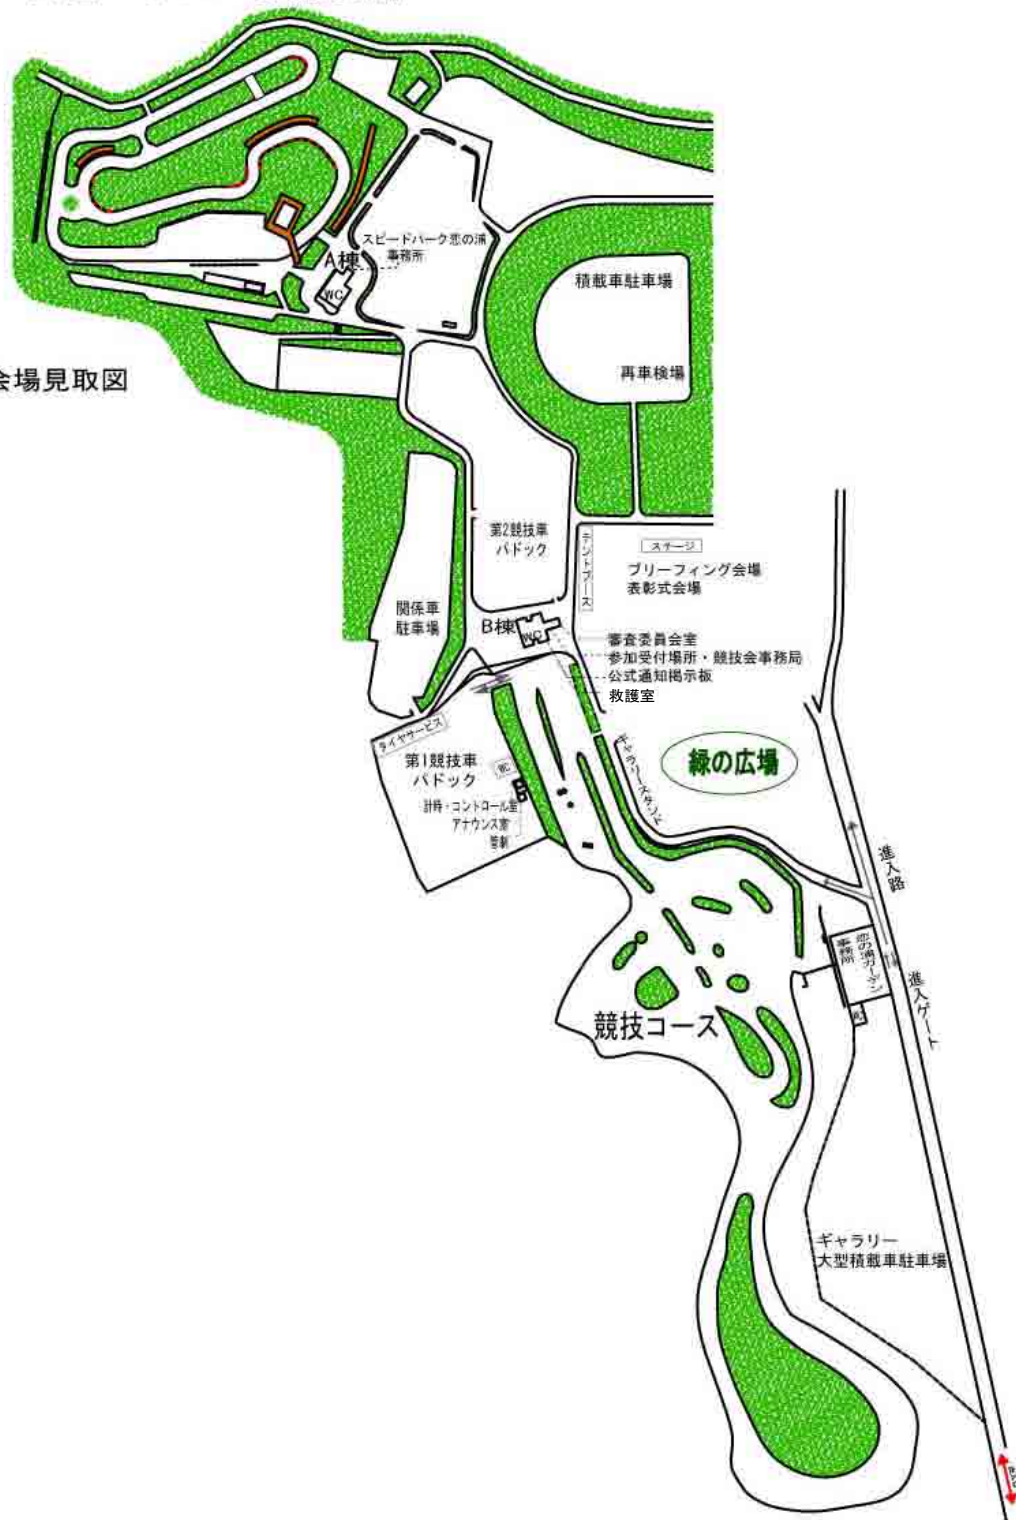 スピードパーク恋の浦
事務所
A棟
WC
積載車駐車場
再車検場
会場見取図
第2競技車
パドック
テントブース
ステージ
ブリーフィング会場
表彰式会場
関係車
駐車場
B棟
WC
審査委員会室
参加受付場所・競技会事務局
公式通知掲示板
救護室
タイヤサービス
第1競技車
パドック
WC
計時・コントロール室
アナウンス室
管制
ギャラリースタンド
緑の広場
進入路
恋の浦ガーデン
事務所
進入ゲート
競技コース
ギャラリー
大型積載車駐車場